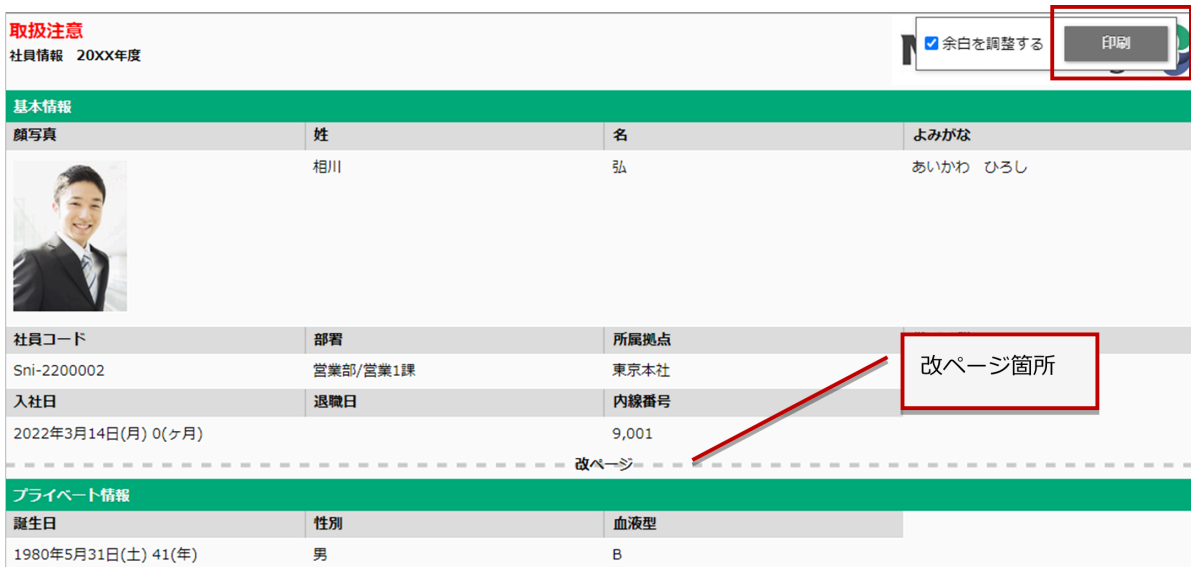 取扱注意
社員情報　20XX年度
余白を調整する
印刷
基本情報
顔写真 姓 名 よみがな
相川 弘 あいかわ　ひろし
社員コード 部署 所属拠点
Sni-2200002 営業部/営業1課 東京本社
改ページ箇所
入社日 退職日 内線番号
2022年3月14日(月) 0(ヶ月) 9,001
改ページ
プライベート情報
誕生日 性別 血液型
1980年5月31日(土) 41(年) 男 B